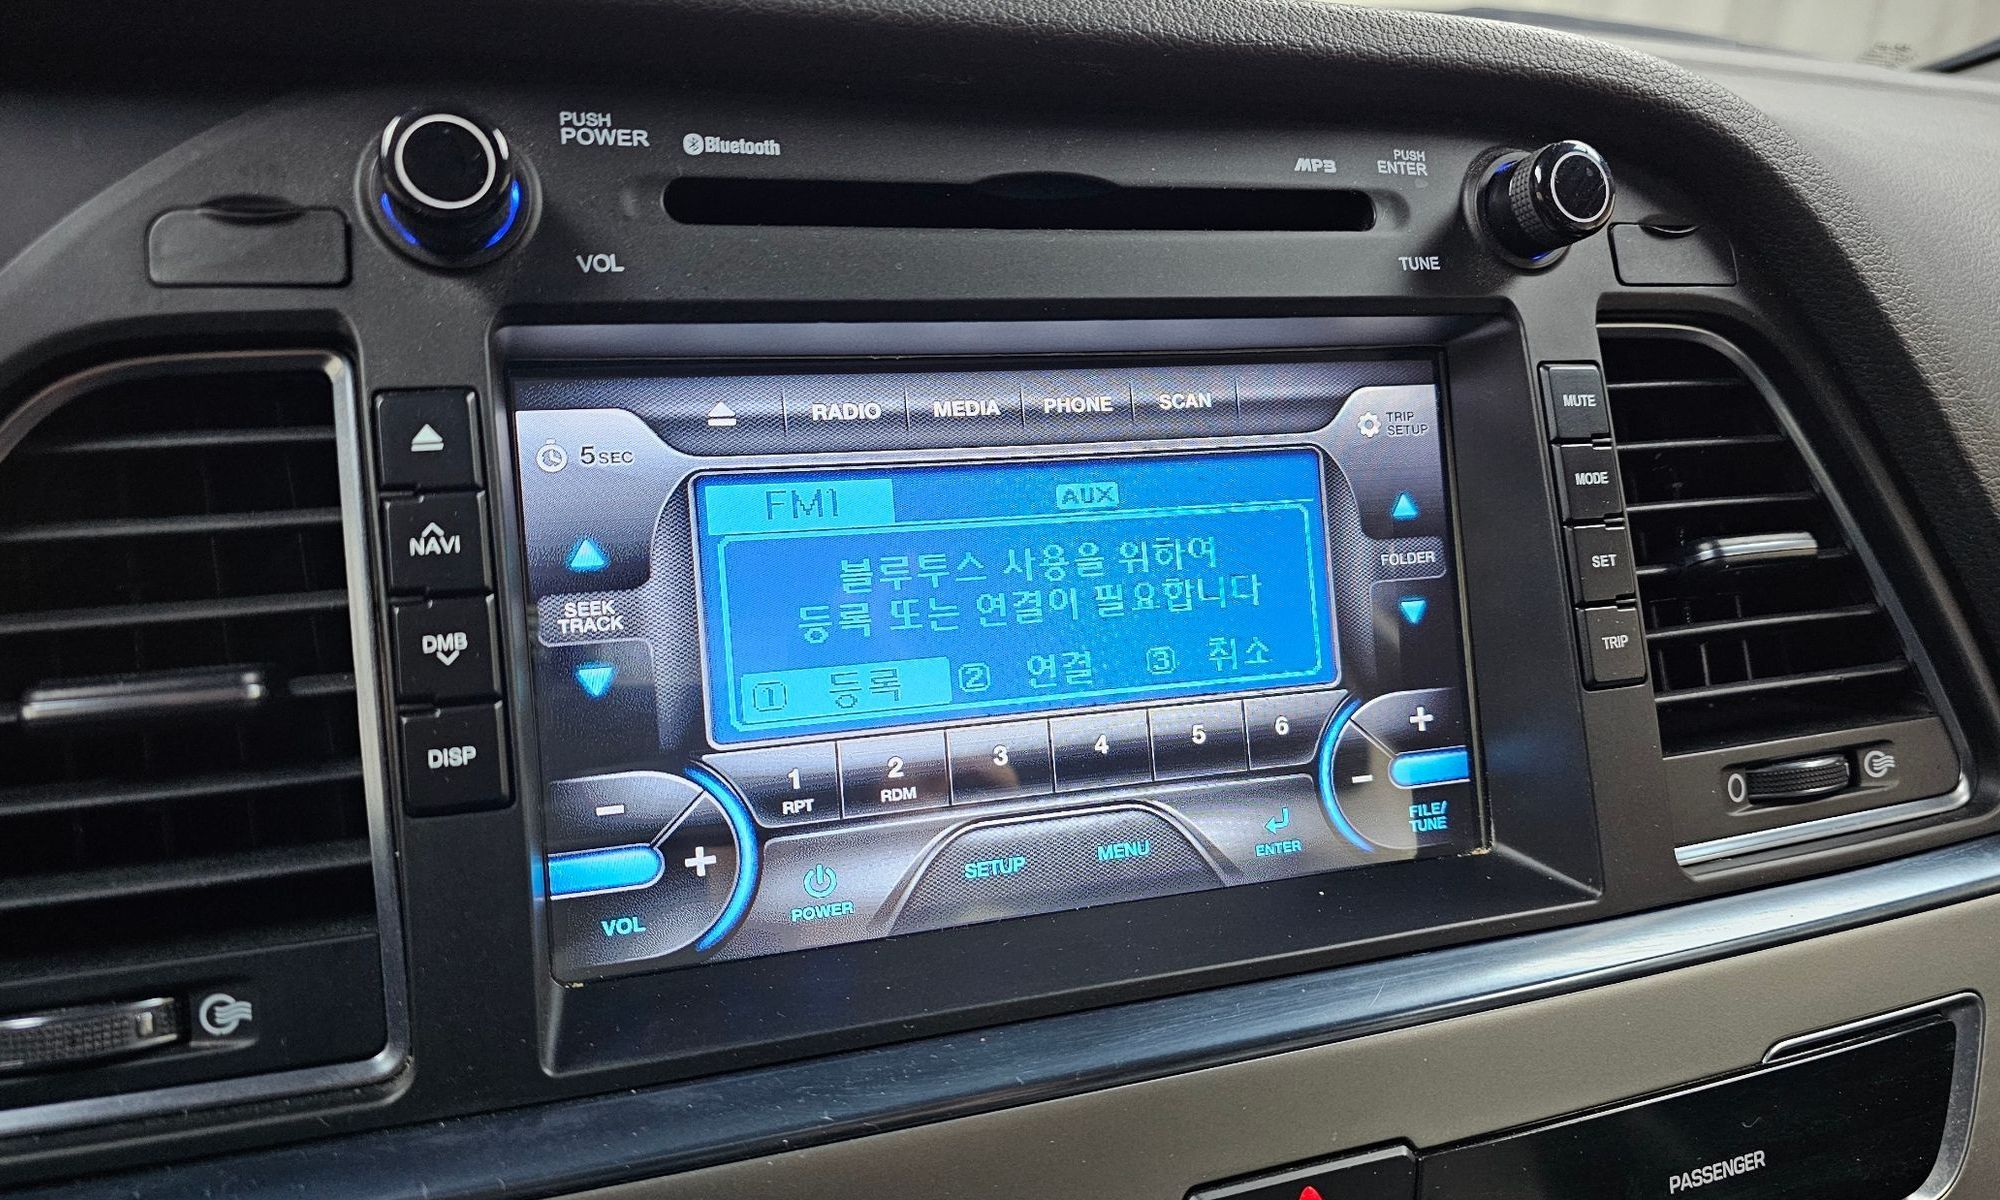 PUSH
POWER
Bluetooth
MP3
PUSH
ENTER
VOL
TUNE
NAVI
DMB
DISP
RADIO
MEDIA
PHONE
SCAN
5 SEC
TRIP
SETUP
FM1
AUX
블루투스 사용을 위하여
등록 또는 연결이 필요합니다
① 등록 ② 연결 ③ 취소
SEEK
TRACK
FOLDER
1
RPT
2
RDM
3
4
5
6
- +
VOL
POWER
SETUP
MENU
ENTER
+ -
FILE/
TUNE
MUTE
MODE
SET
TRIP
0
PASSENGER